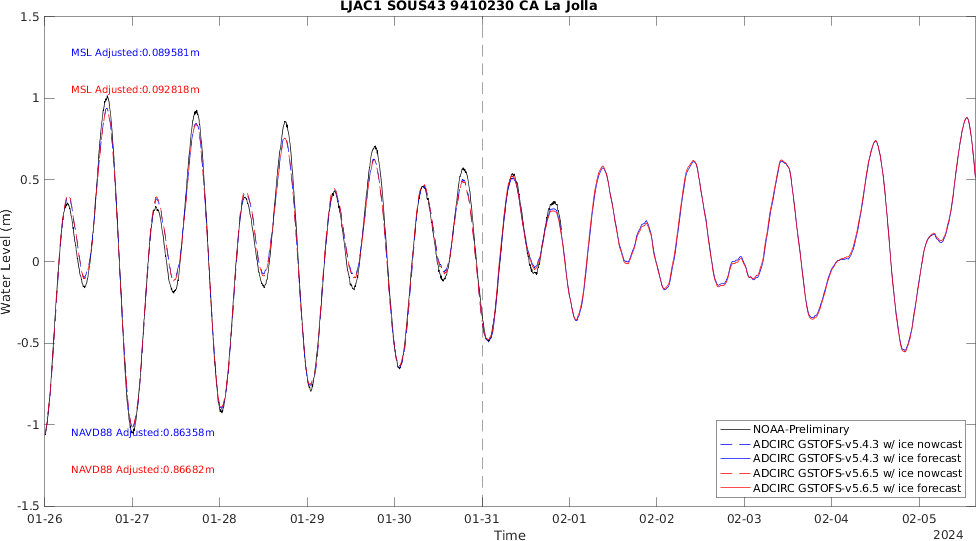 LJAC1 SOUS43 9410230 CA La Jolla
1.5
MSL Adjusted:0.089581m
MSL Adjusted:0.092818m
1
0.5
0
-0.5
-1
-1.5
Water Level (m)
NAVD88 Adjusted:0.86358m
NAVD88 Adjusted:0.86682m
NOAA-Preliminary
ADCIRC GSTOFS-v5.4.3 w/ ice nowcast
ADCIRC GSTOFS-v5.4.3 w/ ice forecast
ADCIRC GSTOFS-v5.6.5 w/ ice nowcast
ADCIRC GSTOFS-v5.6.5 w/ ice forecast
01-26 01-27 01-28 01-29 01-30 01-31 02-01 02-02 02-03 02-04 02-05
Time
2024